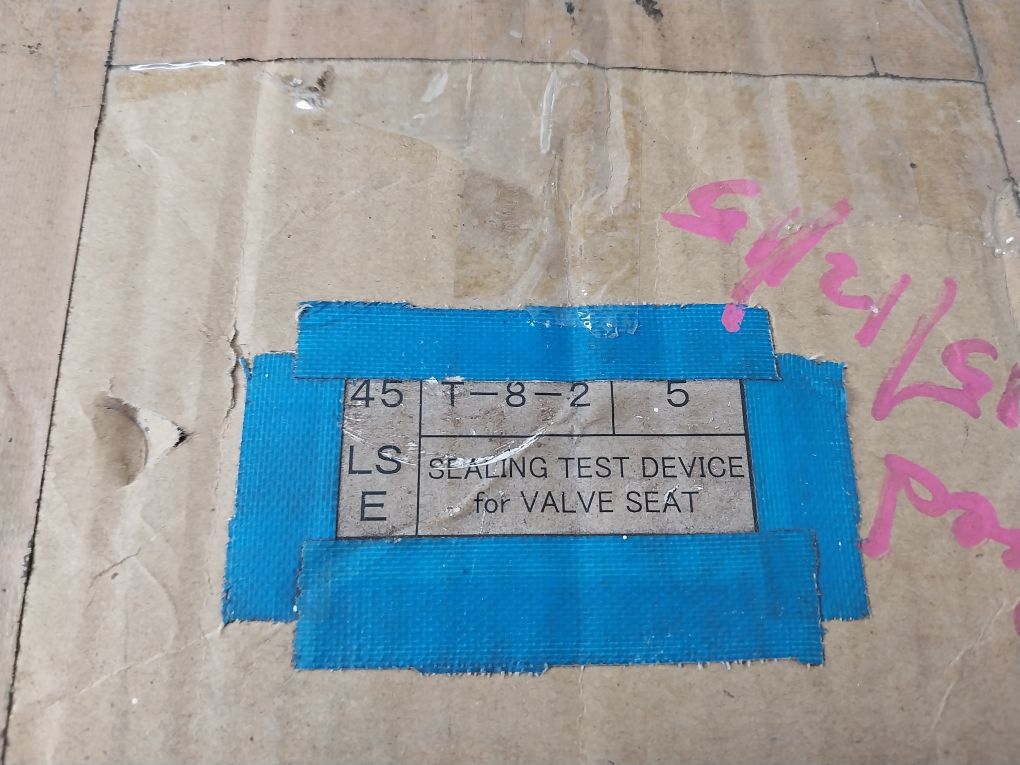 45 T-8-2 5
LS
E
SEALING TEST DEVICE
for VALVE SEAT